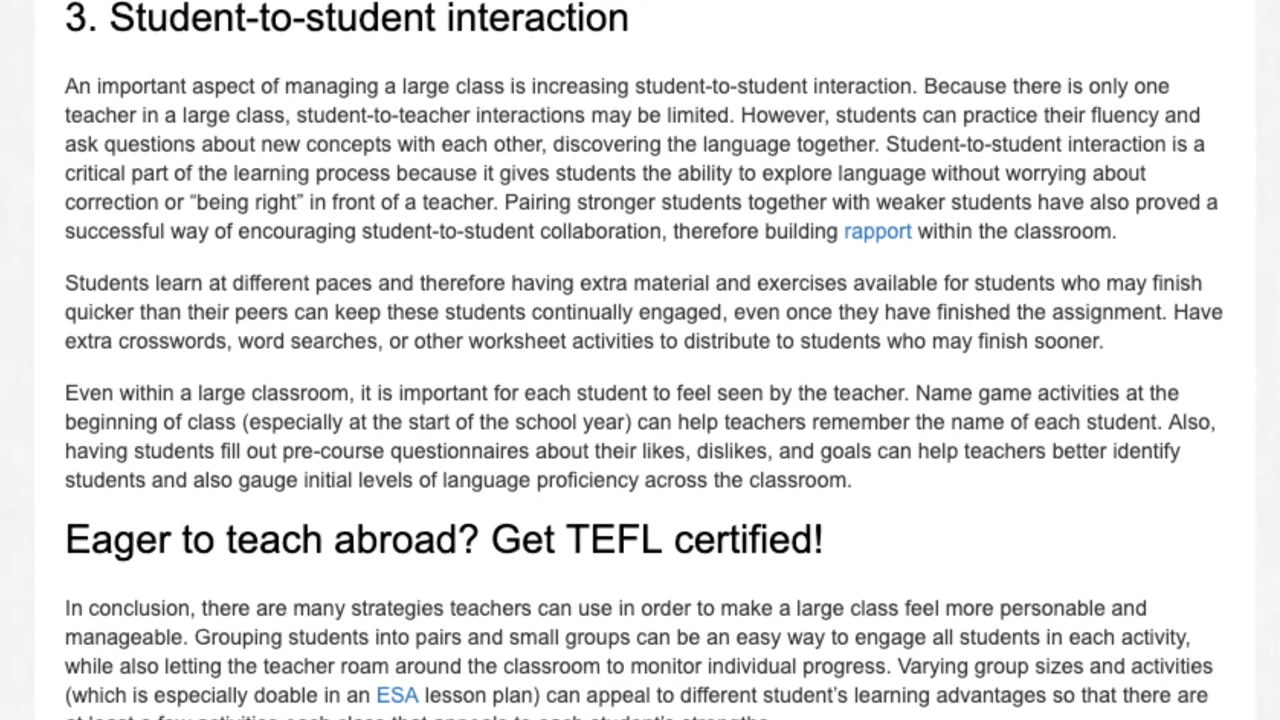 3. Student-to-student interaction
An important aspect of managing a large class is increasing student-to-student interaction. Because there is only one
teacher in a large class, student-to-teacher interactions may be limited. However, students can practice their fluency and
ask questions about new concepts with each other, discovering the language together. Student-to-student interaction is a
critical part of the learning process because it gives students the ability to explore language without worrying about
correction or “being right” in front of a teacher. Pairing stronger students together with weaker students have also proved a
successful way of encouraging student-to-student collaboration, therefore building rapport within the classroom.
Students learn at different paces and therefore having extra material and exercises available for students who may finish
quicker than their peers can keep these students continually engaged, even once they have finished the assignment. Have
extra crosswords, word searches, or other worksheet activities to distribute to students who may finish sooner.
Even within a large classroom, it is important for each student to feel seen by the teacher. Name game activities at the
beginning of class (especially at the start of the school year) can help teachers remember the name of each student. Also,
having students fill out pre-course questionnaires about their likes, dislikes, and goals can help teachers better identify
students and also gauge initial levels of language proficiency across the classroom.
Eager to teach abroad? Get TEFL certified!
In conclusion, there are many strategies teachers can use in order to make a large class feel more personable and
manageable. Grouping students into pairs and small groups can be an easy way to engage all students in each activity,
while also letting the teacher roam around the classroom to monitor individual progress. Varying group sizes and activities
(which is especially doable in an ESA lesson plan) can appeal to different student’s learning advantages so that there are
at least a few activities each class that appeals to each student’s strengths.